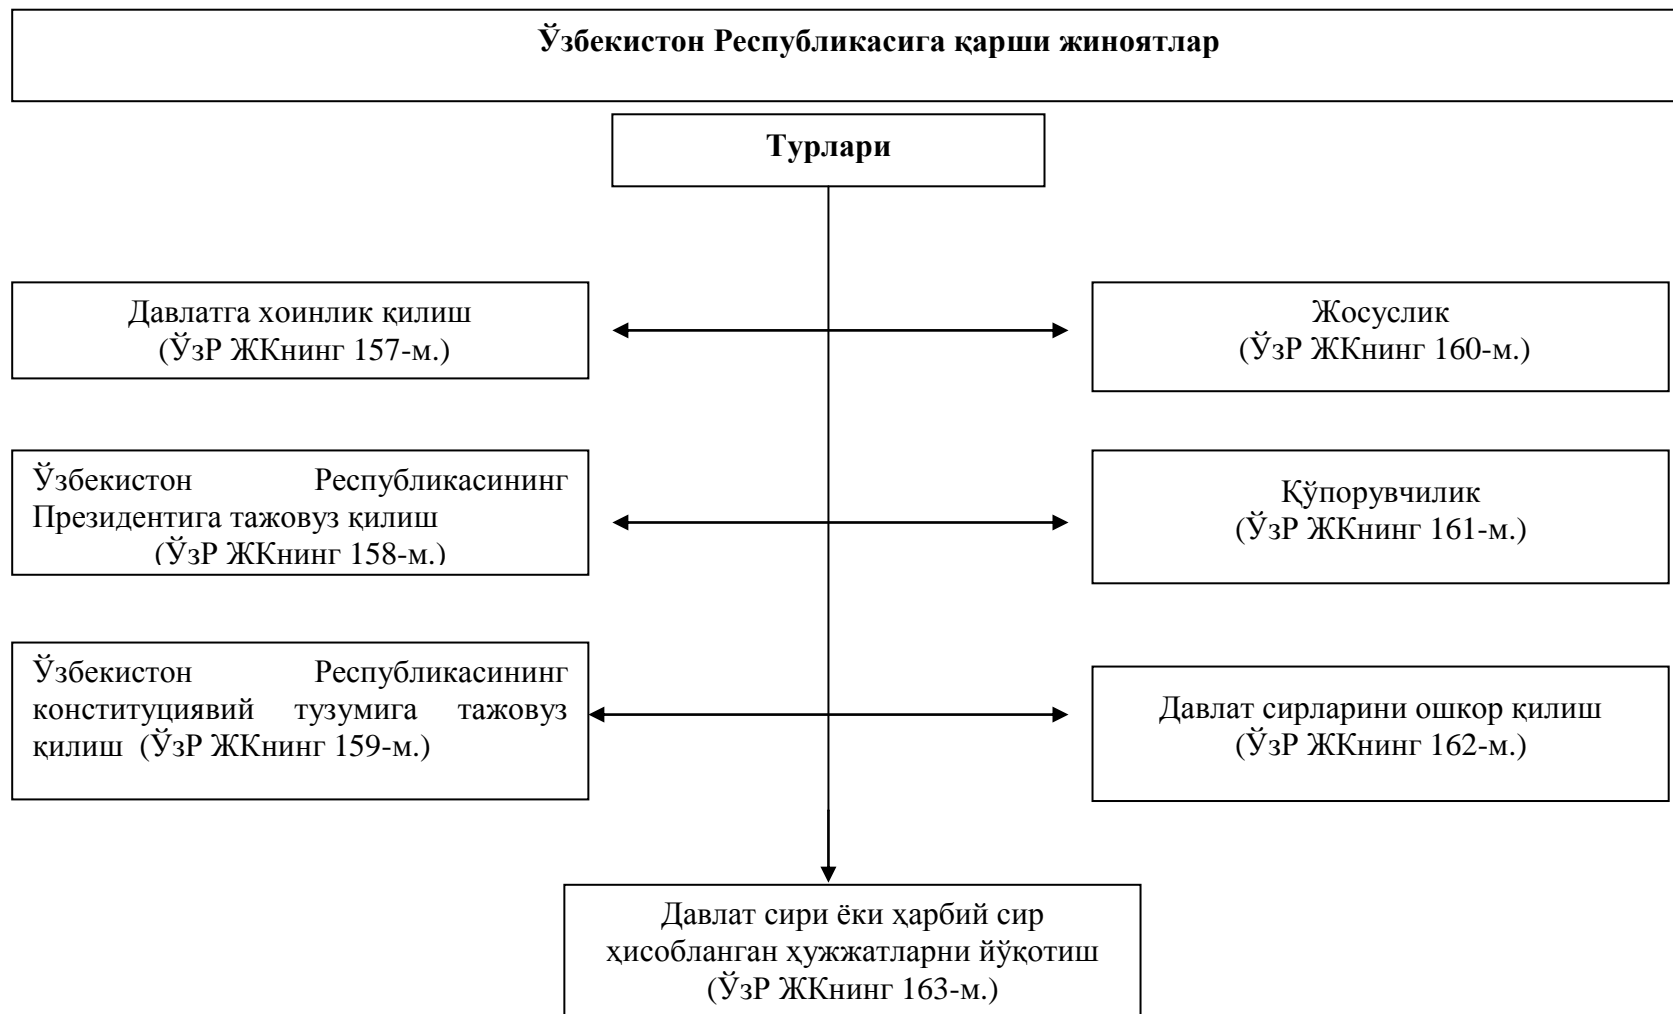 Ўзбекистон Республикасига қарши жиноятлар
Турлари
Давлатга хоинлик қилиш
(ЎзР ЖКнинг 157-м.)
Жосуслик
(ЎзР ЖКнинг 160-м.)
Ўзбекистон Республикасининг
Президентига тажовуз қилиш
(ЎзР ЖКнинг 158-м.)
Қўпорувчилик
(ЎзР ЖКнинг 161-м.)
Ўзбекистон Республикасининг
конституциявий тузумига тажовуз
қилиш (ЎзР ЖКнинг 159-м.)
Давлат сирларини ошкор қилиш
(ЎзР ЖКнинг 162-м.)
Давлат сири ёки ҳарбий сир
ҳисобланган ҳужжатларни йўқотиш
(ЎзР ЖКнинг 163-м.)